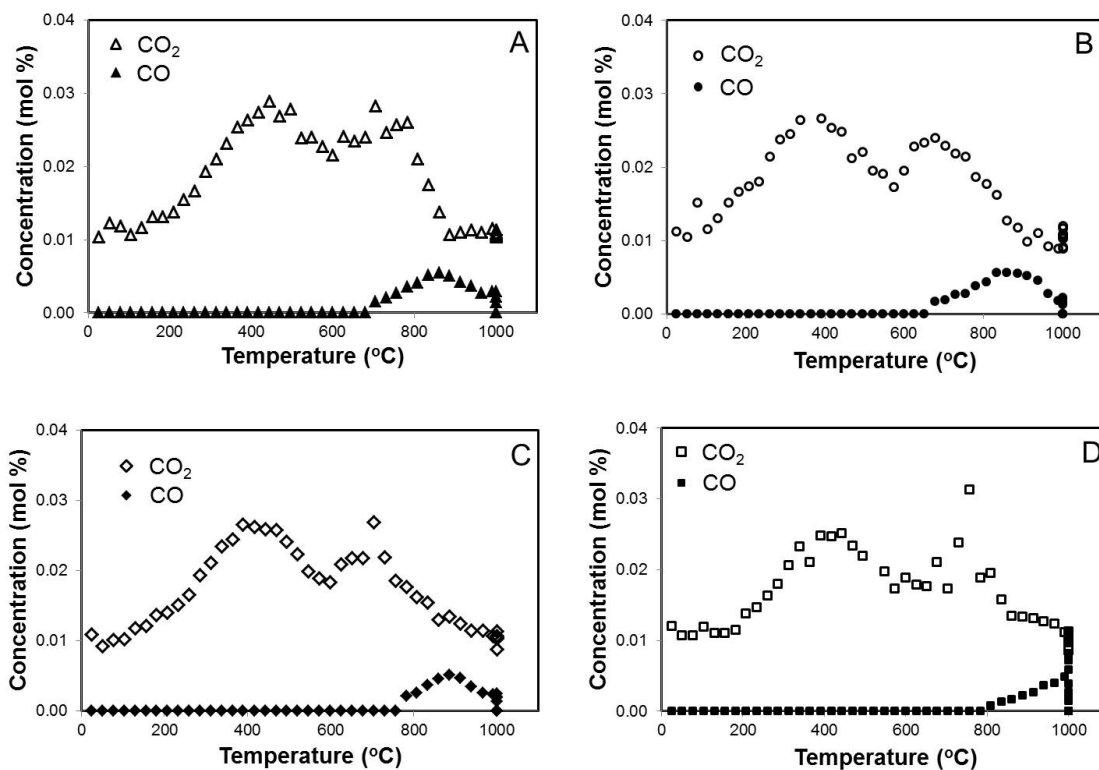 A
CO2
CO
Concentration (mol %)
0.04
0.03
0.02
0.01
0.00
0 200 400 600 800 1000
Temperature (oC)
B
CO2
CO
Concentration (mol %)
0.04
0.03
0.02
0.01
0.00
0 200 400 600 800 1000
Temperature (oC)
C
CO2
CO
Concentration (mol %)
0.04
0.03
0.02
0.01
0.00
0 200 400 600 800 1000
Temperature (oC)
D
CO2
CO
Concentration (mol %)
0.04
0.03
0.02
0.01
0.00
0 200 400 600 800 1000
Temperature (oC)